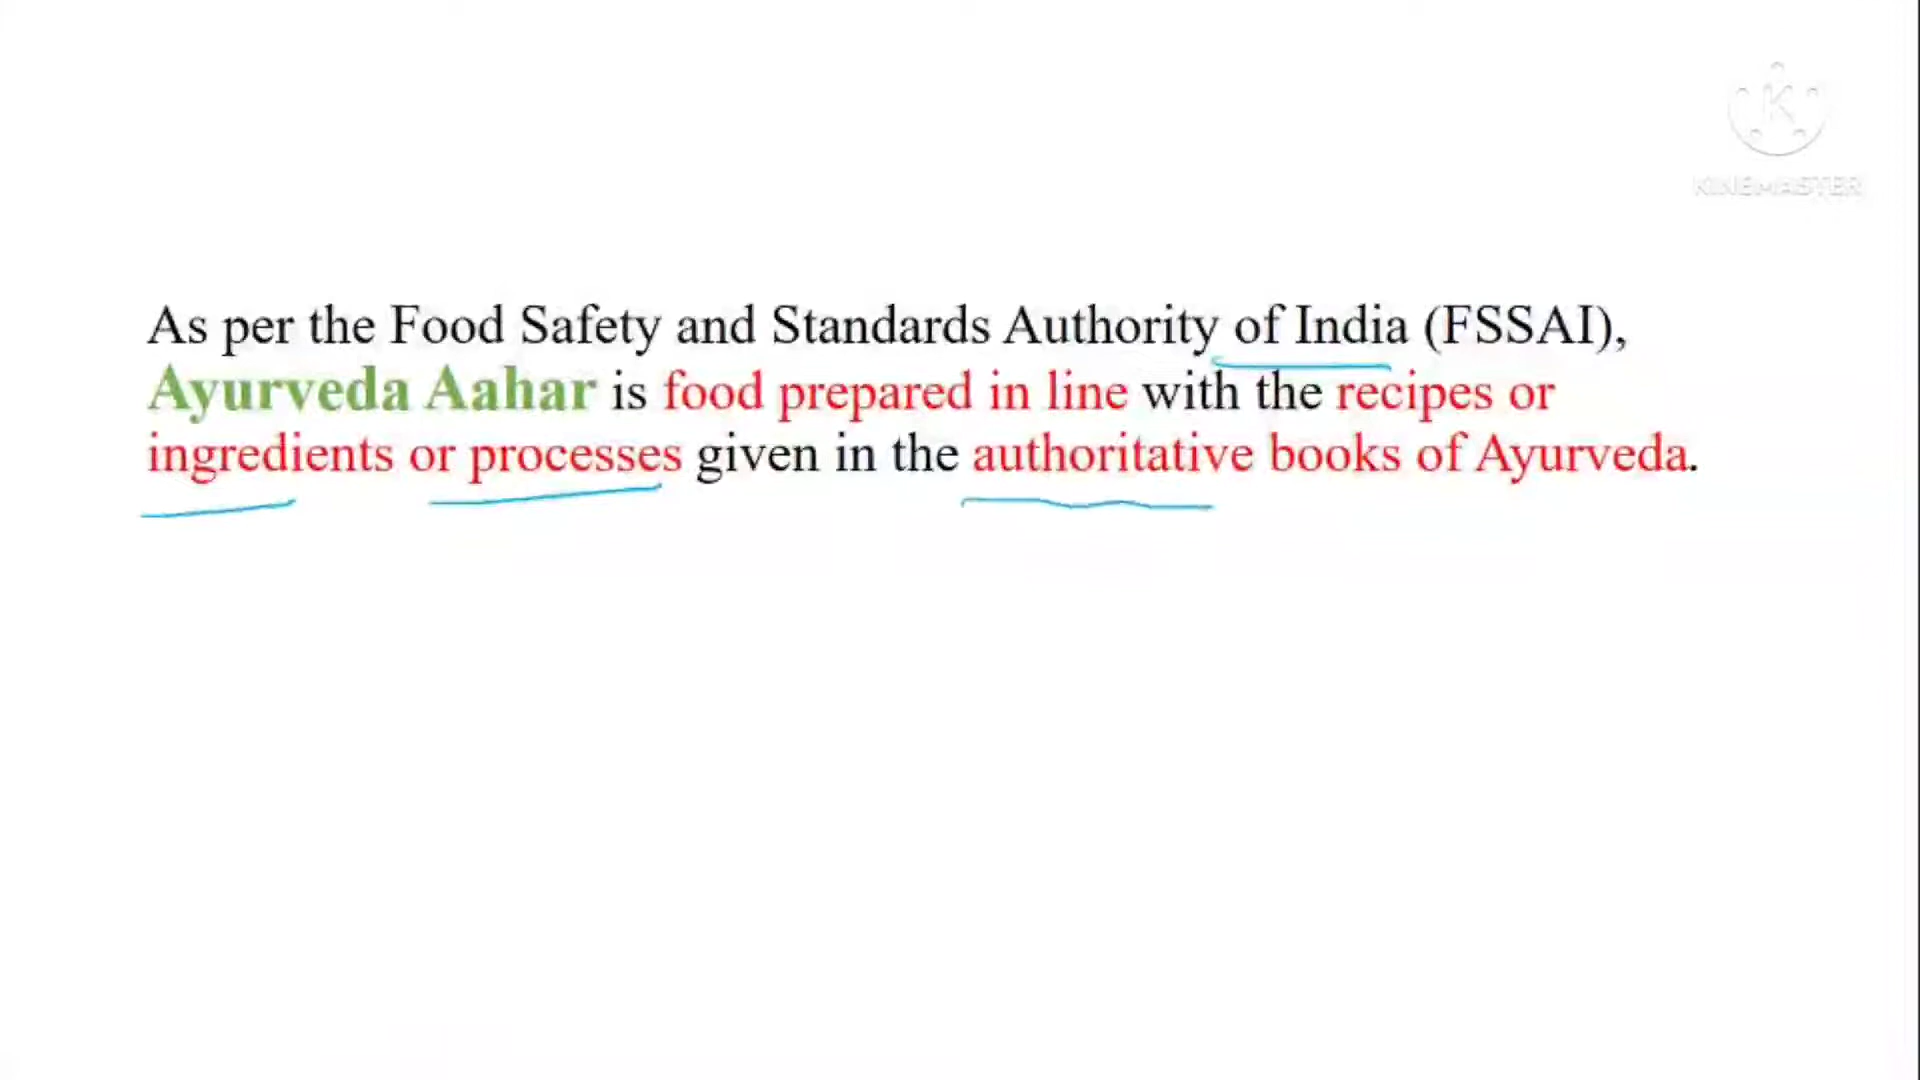 KINEMASTER
As per the Food Safety and Standards Authority of India (FSSAI),
Ayurveda Aahar is food prepared in line with the recipes or
ingredients or processes given in the authoritative books of Ayurveda.